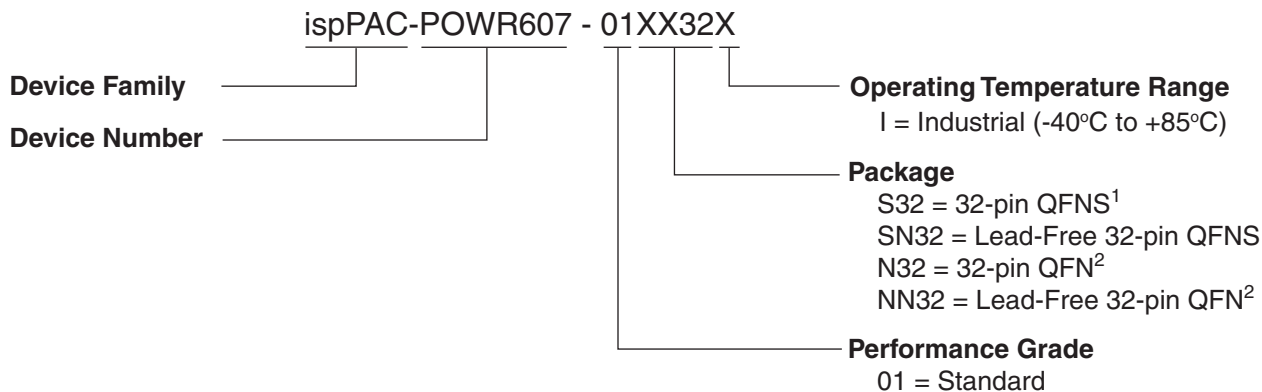 ispPAC-POWR607 - 01XX32X
Device Family
Device Number
Operating Temperature Range
I = Industrial (-40°C to +85°C)
Package
S32 = 32-pin QFNS¹
SN32 = Lead-Free 32-pin QFNS
N32 = 32-pin QFN²
NN32 = Lead-Free 32-pin QFN²
Performance Grade
01 = Standard